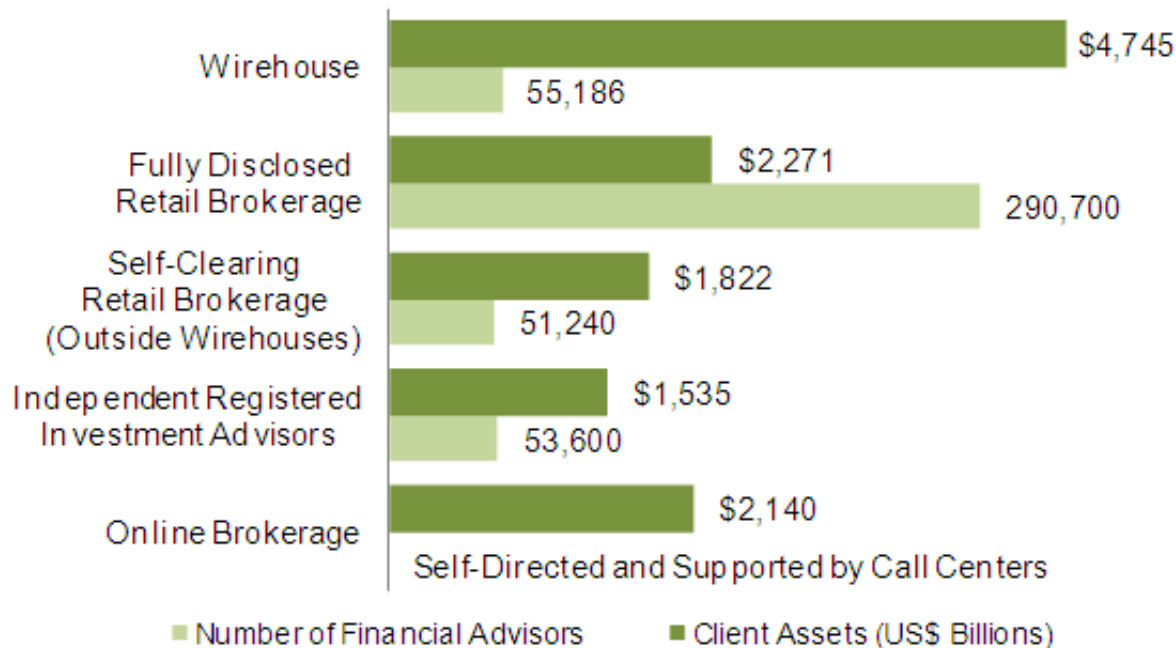 Wirehouse
$4,745
55,186
Fully Disclosed
Retail Brokerage
$2,271
290,700
Self-Clearing
Retail Brokerage
(Outside Wirehouses)
$1,822
51,240
Independent Registered
Investment Advisors
$1,535
53,600
Online Brokerage
$2,140
Self-Directed and Supported by Call Centers
Number of Financial Advisors
Client Assets (US$ Billions)